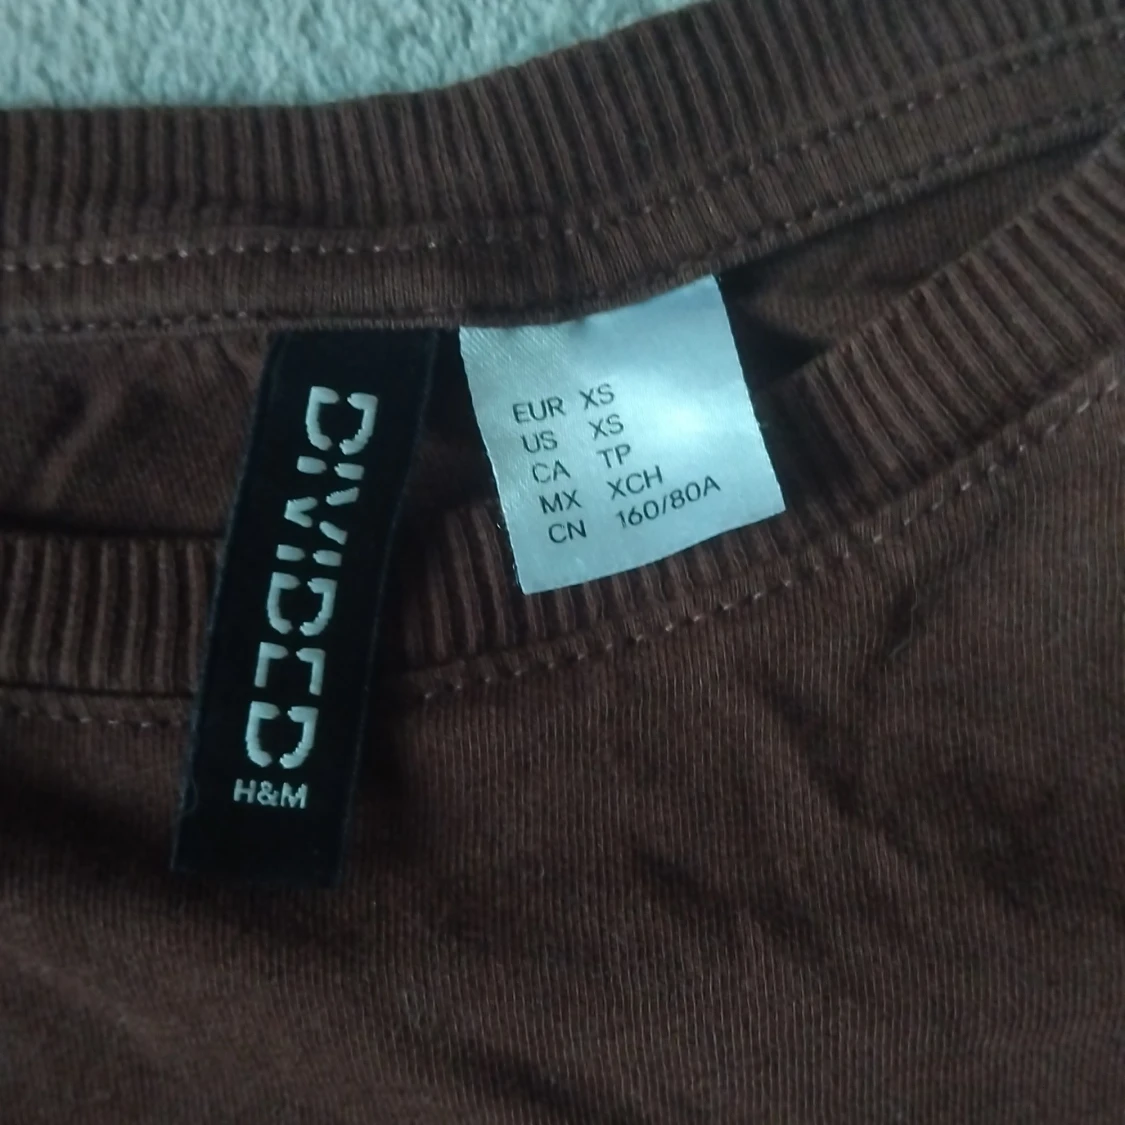 DIVIDED
H&M
EUR XS
US XS
CA TP
MX XCH
CN 160/80A